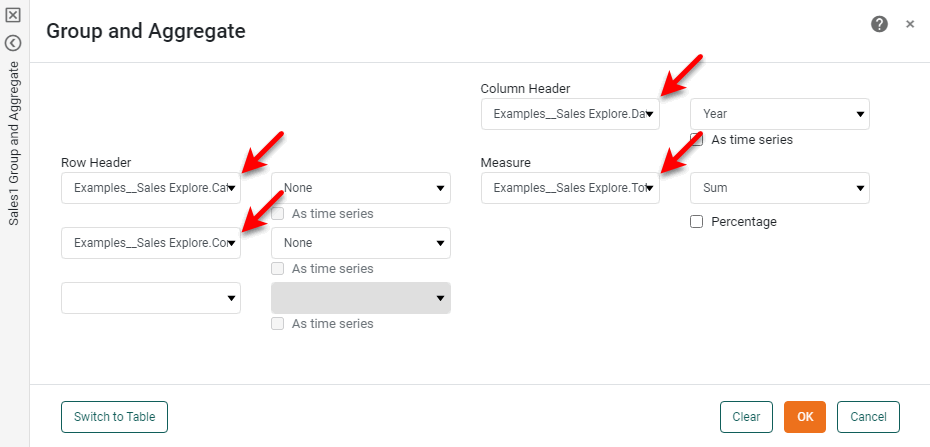 Group and Aggregate
Sales1 Group and Aggregate
Column Header
Examples__Sales Explore.Da
Year
As time series
Row Header
Measure
Examples__Sales Explore.Cat
None
Examples__Sales Explore.Tot
Sum
As time series
Percentage
Examples__Sales Explore.Cor
None
As time series
As time series
Switch to Table
Clear
OK
Cancel